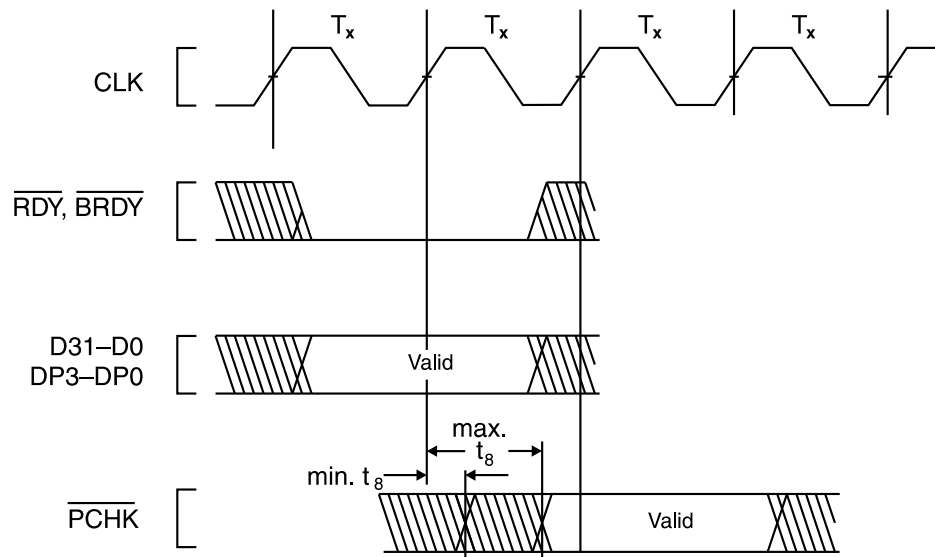 Tx Tx Tx Tx
CLK
RDY, BRDY
D31–D0
DP3–DP0
Valid
max.
t8
min. t8
PCHK
Valid